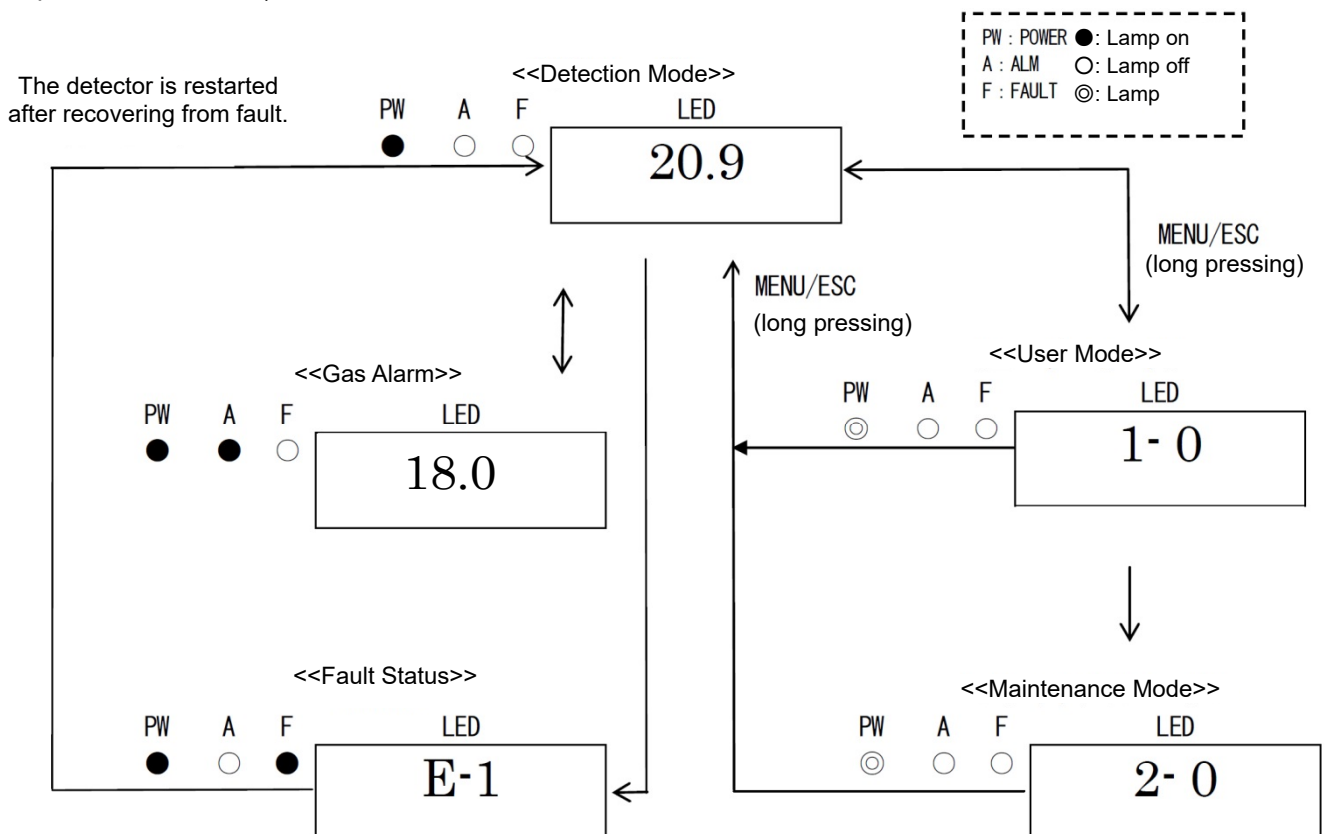 PW : POWER ●: Lamp on
A : ALM ○: Lamp off
F : FAULT ◎: Lamp
The detector is restarted
after recovering from fault.
<<Detection Mode>>
PW A F LED
20.9
MENU/ESC
(long pressing)
MENU/ESC
(long pressing)
<<Gas Alarm>>
PW A F LED
18.0
<<User Mode>>
PW A F LED
1- 0
<<Fault Status>>
PW A F LED
E-1
<<Maintenance Mode>>
PW A F LED
2- 0